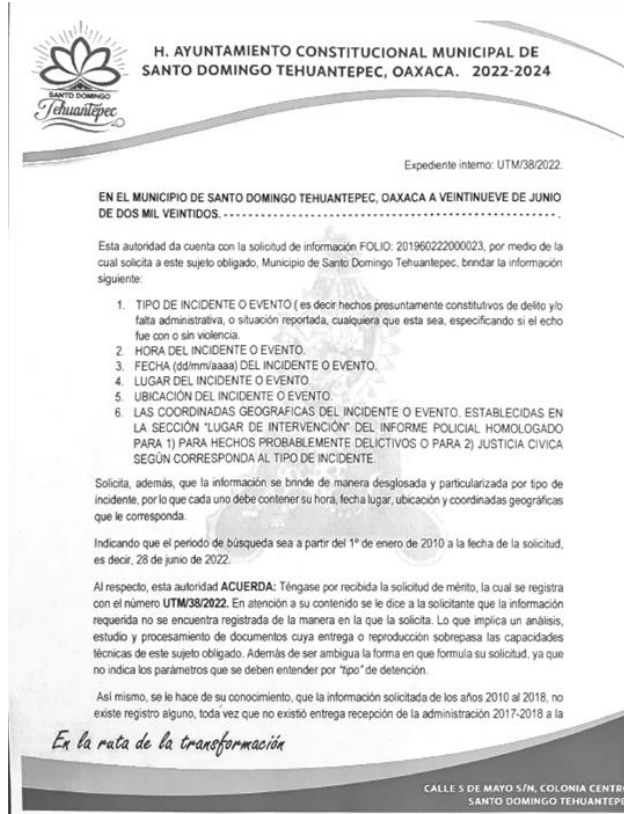 H. AYUNTAMIENTO CONSTITUCIONAL MUNICIPAL DE
SANTO DOMINGO TEHUANTEPEC, OAXACA. 2022-2024
SANTO DOMINGO
Tehuantepec
Expediente interno: UTM/38/2022.
EN EL MUNICIPIO DE SANTO DOMINGO TEHUANTEPEC, OAXACA A VEINTINUEVE DE JUNIO
DE DOS MIL VEINTIDOS. - - - - - - - - - - - - - - - - - - - - - - - - - - - - - - - - - - - - - - - - - - - - - - - - - - - - .
Esta autoridad da cuenta con la solicitud de información FOLIO: 201960222000023, por medio de la
cual solicita a este sujeto obligado, Municipio de Santo Domingo Tehuantepec, brindar la información
siguiente:
1. TIPO DE INCIDENTE O EVENTO ( es decir hechos presuntamente constitutivos de delito y/o
falta administrativa, o situación reportada, cualquiera que esta sea, especificando si el echo
fue con o sin violencia.
2. HORA DEL INCIDENTE O EVENTO.
3. FECHA (dd/mm/aaaa) DEL INCIDENTE O EVENTO.
4. LUGAR DEL INCIDENTE O EVENTO.
5. UBICACIÓN DEL INCIDENTE O EVENTO.
6. LAS COORDINADAS GEOGRAFICAS DEL INCIDENTE O EVENTO. ESTABLECIDAS EN
LA SECCIÓN "LUGAR DE INTERVENCIÓN" DEL INFORME POLICIAL HOMOLOGADO
PARA 1) PARA HECHOS PROBABLEMENTE DELICTIVOS O PARA 2) JUSTICIA CIVICA
SEGÚN CORRESPONDA AL TIPO DE INCIDENTE.
Solicita, además, que la información se brinde de manera desglosada y particularizada por tipo de
incidente, por lo que cada uno debe contener su hora, fecha lugar, ubicación y coordinadas geográficas
que le corresponda.
Indicando que el periodo de búsqueda sea a partir del 1º de enero de 2010 a la fecha de la solicitud,
es decir, 28 de junio de 2022.
Al respecto, esta autoridad ACUERDA: Téngase por recibida la solicitud de mérito, la cual se registra
con el número UTM/38/2022. En atención a su contenido se le dice a la solicitante que la información
requerida no se encuentra registrada de la manera en la que la solicita. Lo que implica un análisis,
estudio y procesamiento de documentos cuya entrega o reproducción sobrepasa las capacidades
técnicas de este sujeto obligado. Además de ser ambigua la forma en que formula su solicitud, ya que
no indica los parámetros que se deben entender por "tipo" de detención.
Así mismo, se le hace de su conocimiento, que la información solicitada de los años 2010 al 2018, no
existe registro alguno, toda vez que no existió entrega recepción de la administración 2017-2018 a la
En la ruta de la transformación
CALLE 5 DE MAYO S/N, COLONIA CENTRO
SANTO DOMINGO TEHUANTEPE